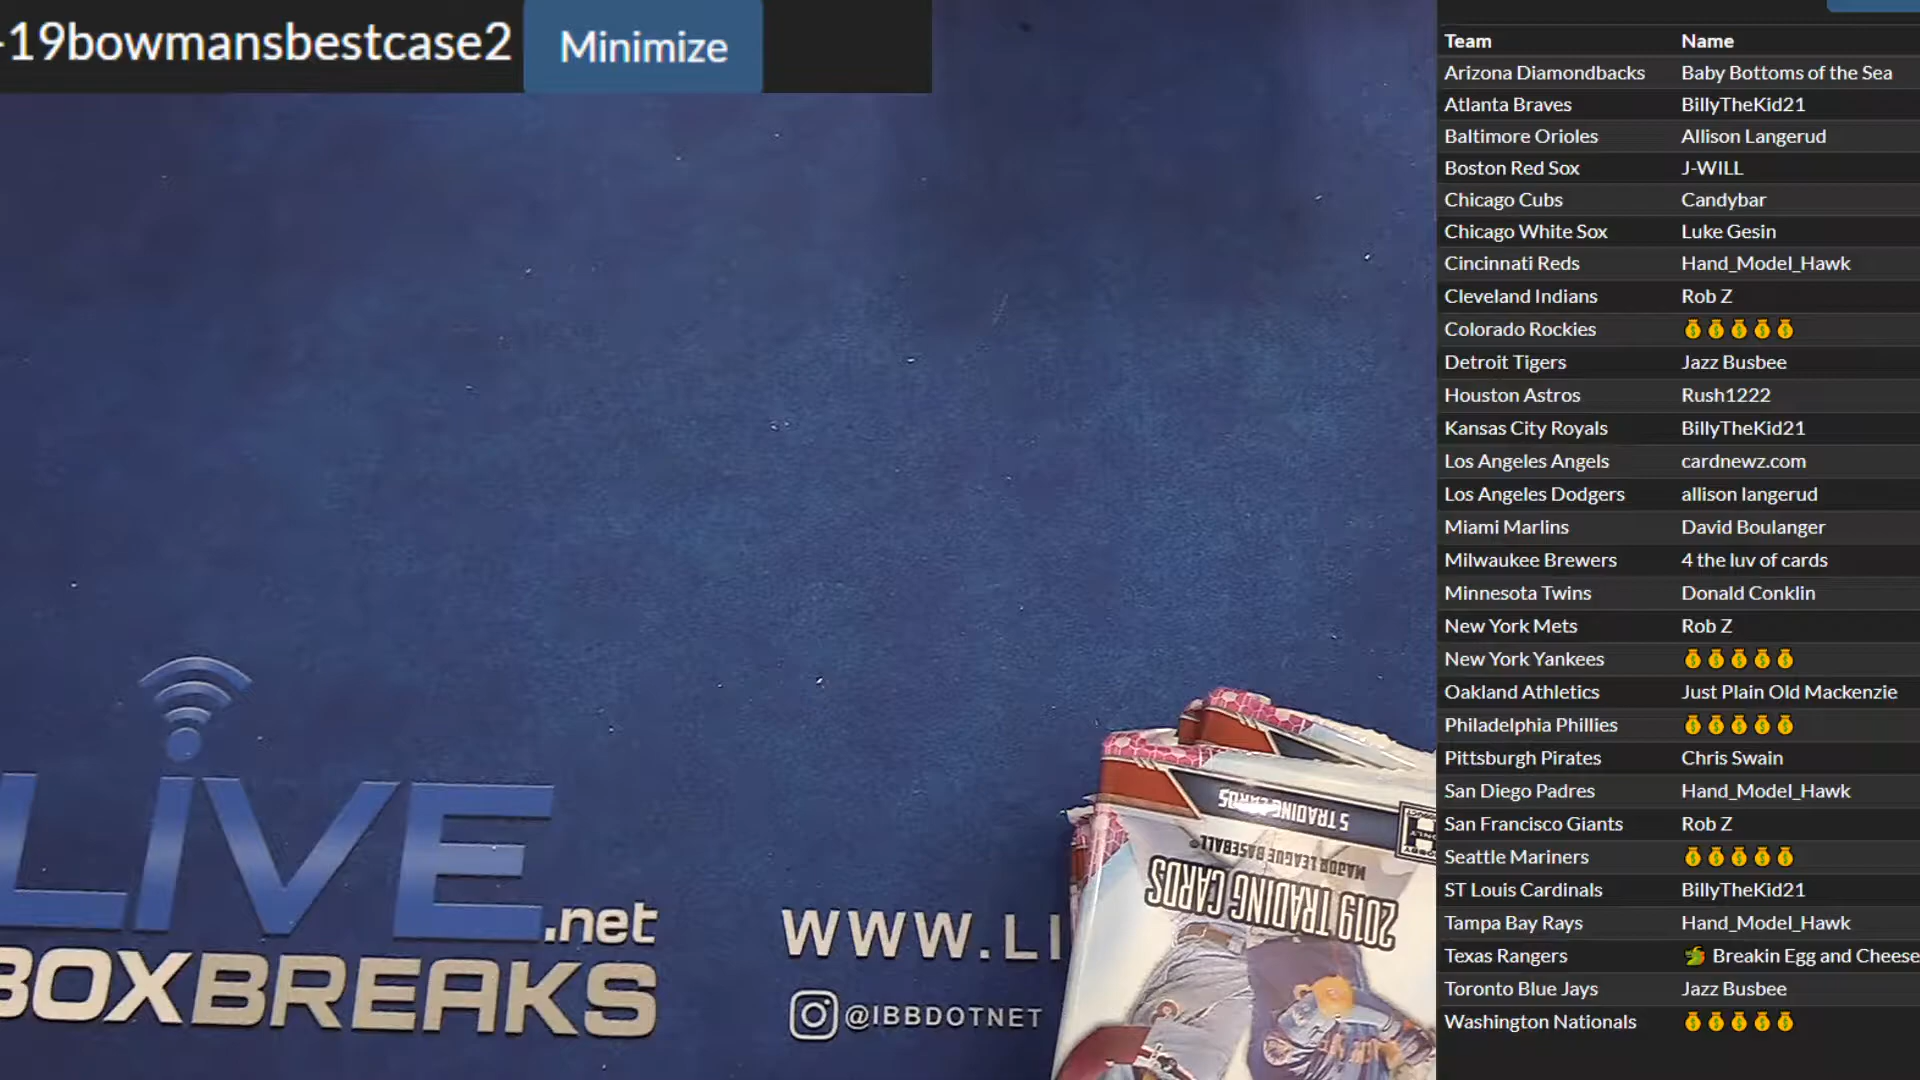 -19bowmansbestcase2 Minimize
Team Name
Arizona Diamondbacks Baby Bottoms of the Sea
Atlanta Braves BillyTheKid21
Baltimore Orioles Allison Langerud
Boston Red Sox J-WILL
Chicago Cubs Candybar
Chicago White Sox Luke Gesin
Cincinnati Reds Hand_Model_Hawk
Cleveland Indians Rob Z
Colorado Rockies 💰💰💰💰💰
Detroit Tigers Jazz Busbee
Houston Astros Rush1222
Kansas City Royals BillyTheKid21
Los Angeles Angels cardnewz.com
Los Angeles Dodgers allison langerud
Miami Marlins David Boulanger
Milwaukee Brewers 4 the luv of cards
Minnesota Twins Donald Conklin
New York Mets Rob Z
New York Yankees 💰💰💰💰💰
Oakland Athletics Just Plain Old Mackenzie
Philadelphia Phillies 💰💰💰💰💰
Pittsburgh Pirates Chris Swain
San Diego Padres Hand_Model_Hawk
San Francisco Giants Rob Z
Seattle Mariners 💰💰💰💰💰
ST Louis Cardinals BillyTheKid21
Tampa Bay Rays Hand_Model_Hawk
Texas Rangers 🐲 Breakin Egg and Cheese
Toronto Blue Jays Jazz Busbee
Washington Nationals 💰💰💰💰💰
LiVE.net
BOXBREAKS
WWW.LI
@IBBDOTNET
5 TRADING CARDS
MAJOR LEAGUE BASEBALL®
2019 TRADING CARDS